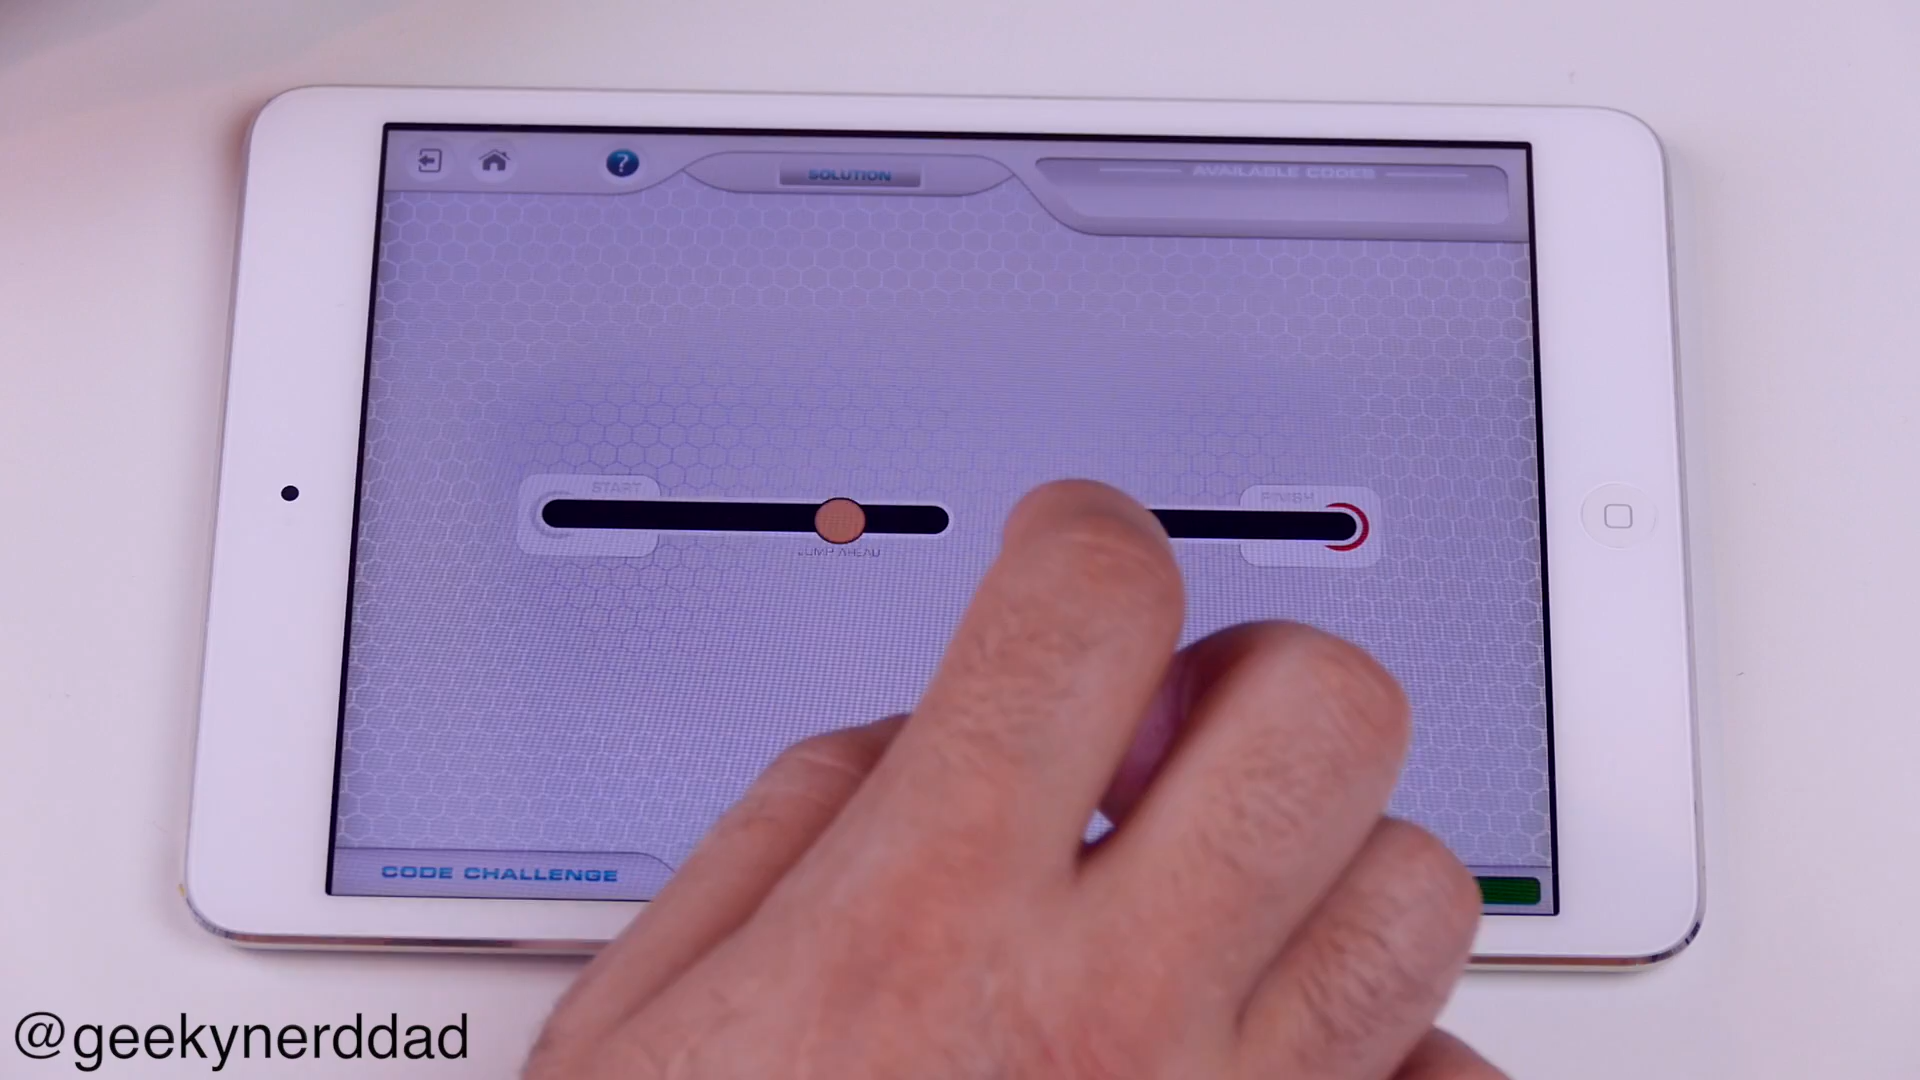 ?
SOLUTION
AVAILABLE CODES
START
FINISH
JUMP AHEAD
CODE CHALLENGE
@geekynerddad